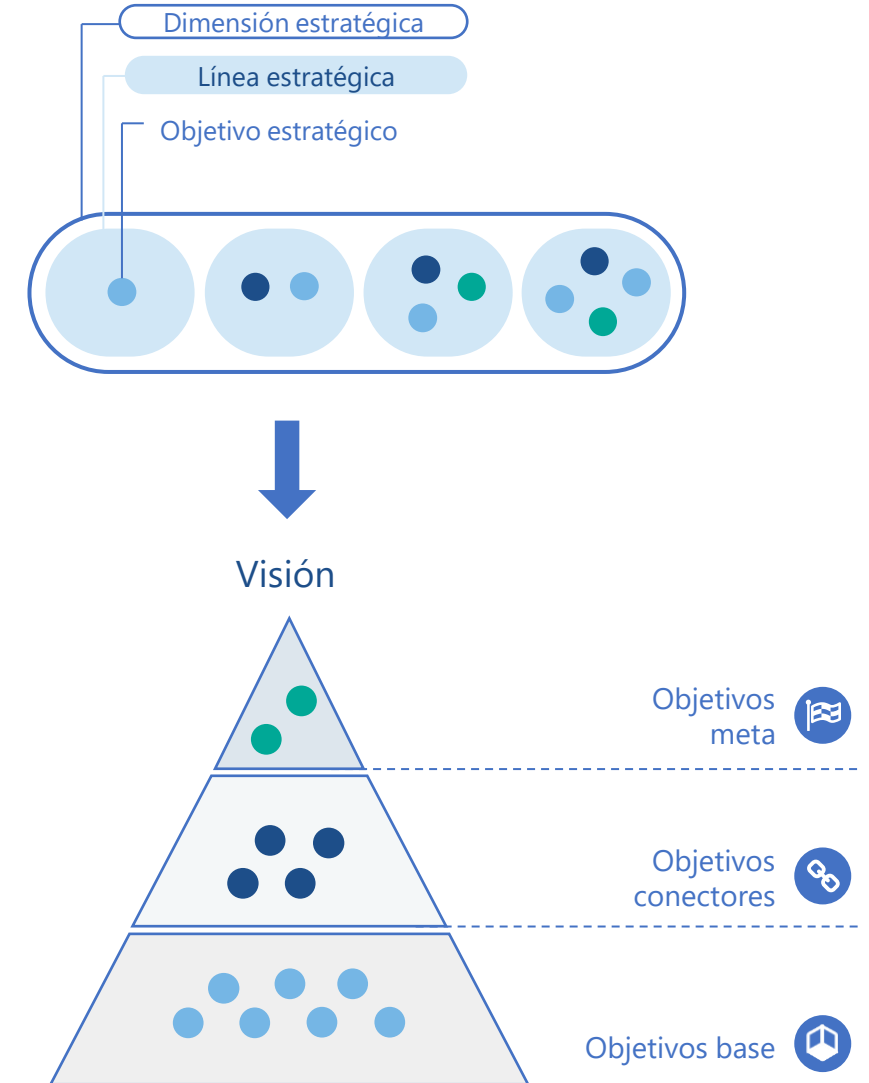 Dimensión estratégica
Línea estratégica
Objetivo estratégico
Visión
Objetivos
meta
Objetivos
conectores
Objetivos base